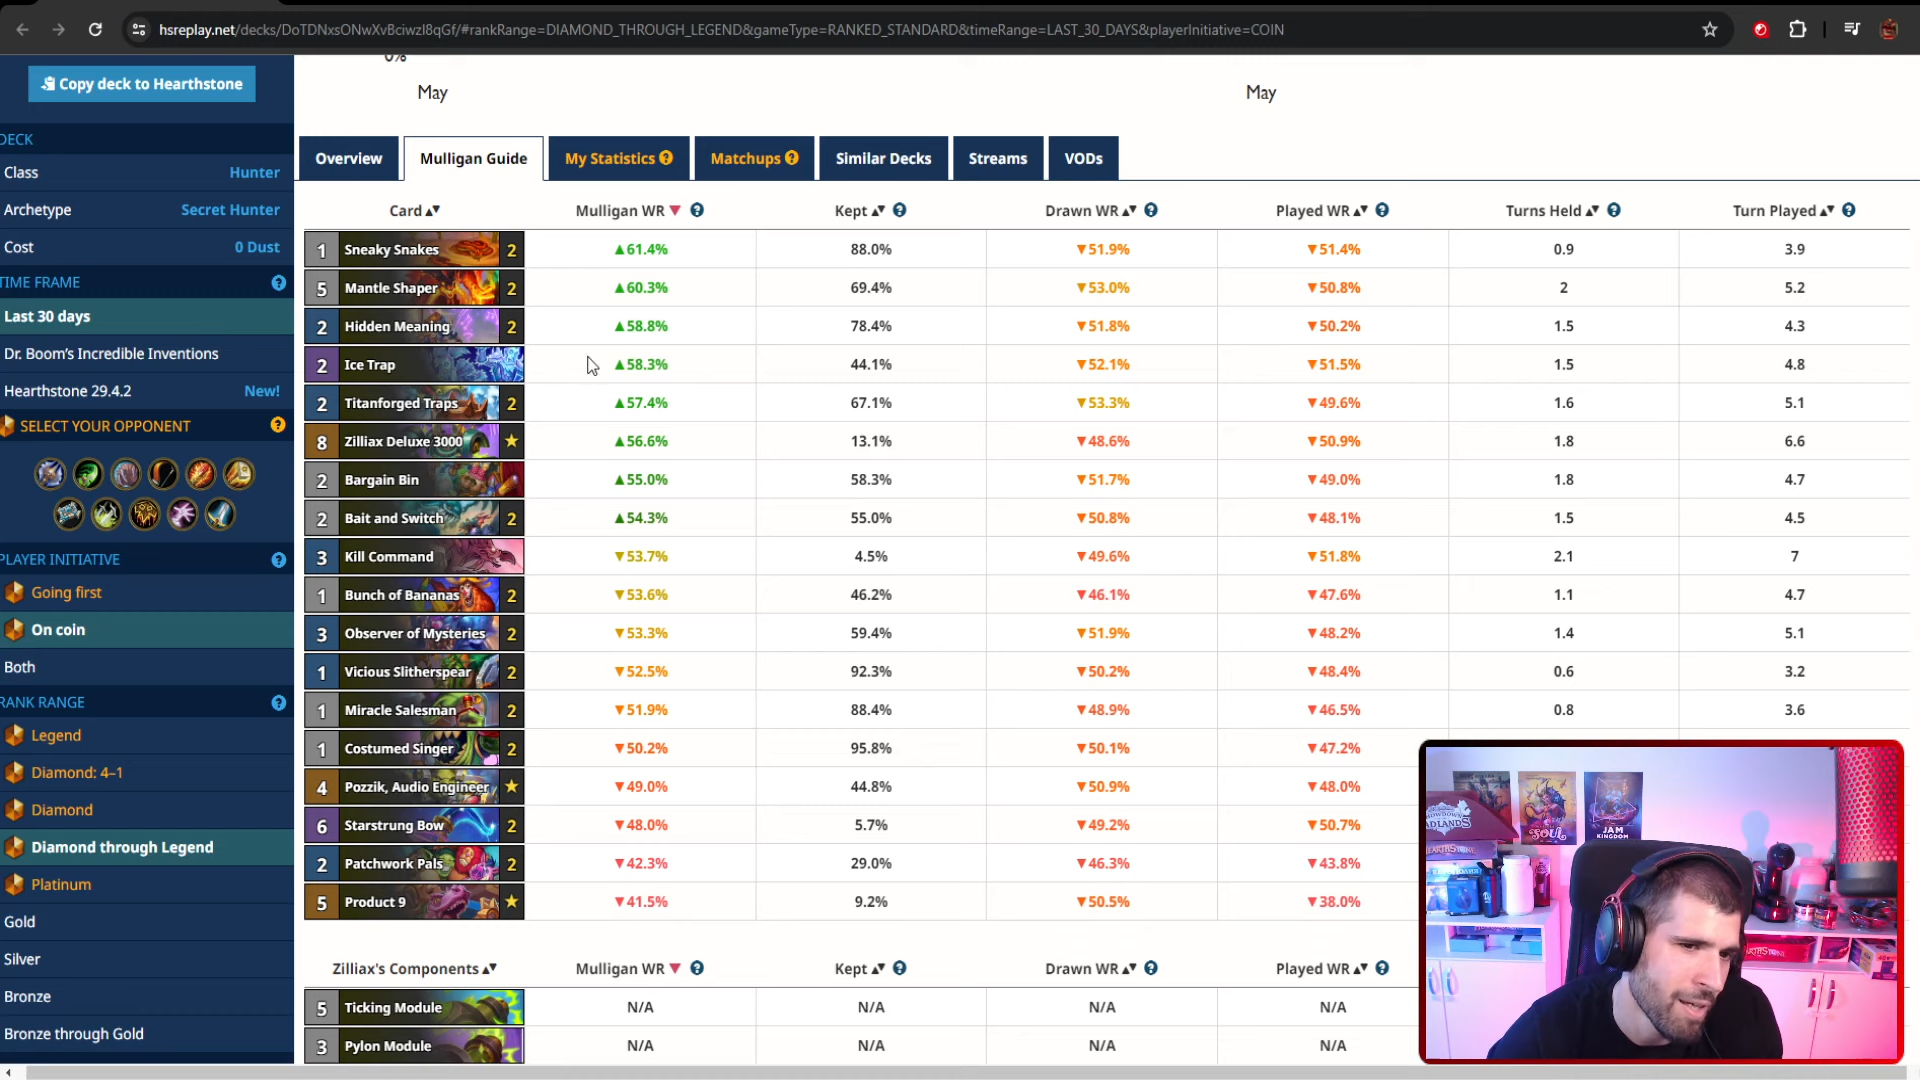 hsreplay.net/decks/DoTDNxsONwXvBciwzI8qGf/#rankRange=DIAMOND_THROUGH_LEGEND&gameType=RANKED_STANDARD&timeRange=LAST_30_DAYS&playerInitiative=COIN
Copy deck to Hearthstone
0%
May May
Overview Mulligan Guide My Statistics ? Matchups ? Similar Decks Streams VODs
DECK
Class Hunter
Archetype Secret Hunter
Cost 0 Dust
TIME FRAME ?
Last 30 days
Dr. Boom's Incredible Inventions
Hearthstone 29.4.2 New!
SELECT YOUR OPPONENT ?
PLAYER INITIATIVE ?
Going first
On coin
Both
RANK RANGE ?
Legend
Diamond: 4–1
Diamond
Diamond through Legend
Platinum
Gold
Silver
Bronze
Bronze through Gold
Card ▲▼ Mulligan WR ▼ ? Kept ▲▼ ? Drawn WR ▲▼ ? Played WR ▲▼ ? Turns Held ▲▼ ? Turn Played ▲▼ ?
1 Sneaky Snakes 2 ▲61.4% 88.0% ▼51.9% ▼51.4% 0.9 3.9
5 Mantle Shaper 2 ▲60.3% 69.4% ▼53.0% ▼50.8% 2 5.2
2 Hidden Meaning 2 ▲58.8% 78.4% ▼51.8% ▼50.2% 1.5 4.3
2 Ice Trap ▲58.3% 44.1% ▼52.1% ▼51.5% 1.5 4.8
2 Titanforged Traps 2 ▲57.4% 67.1% ▼53.3% ▼49.6% 1.6 5.1
8 Zilliax Deluxe 3000 ★ ▲56.6% 13.1% ▼48.6% ▼50.9% 1.8 6.6
2 Bargain Bin ▲55.0% 58.3% ▼51.7% ▼49.0% 1.8 4.7
2 Bait and Switch 2 ▲54.3% 55.0% ▼50.8% ▼48.1% 1.5 4.5
3 Kill Command ▼53.7% 4.5% ▼49.6% ▼51.8% 2.1 7
1 Bunch of Bananas 2 ▼53.6% 46.2% ▼46.1% ▼47.6% 1.1 4.7
3 Observer of Mysteries 2 ▼53.3% 59.4% ▼51.9% ▼48.2% 1.4 5.1
1 Vicious Slitherspear 2 ▼52.5% 92.3% ▼50.2% ▼48.4% 0.6 3.2
1 Miracle Salesman 2 ▼51.9% 88.4% ▼48.9% ▼46.5% 0.8 3.6
1 Costumed Singer 2 ▼50.2% 95.8% ▼50.1% ▼47.2%
4 Pozzik, Audio Engineer ★ ▼49.0% 44.8% ▼50.9% ▼48.0%
6 Starstrung Bow 2 ▼48.0% 5.7% ▼49.2% ▼50.7%
2 Patchwork Pals 2 ▼42.3% 29.0% ▼46.3% ▼43.8%
5 Product 9 ★ ▼41.5% 9.2% ▼50.5% ▼38.0%
Zilliax's Components ▲▼ Mulligan WR ▼ ? Kept ▲▼ ? Drawn WR ▲▼ ? Played WR ▲▼ ?
5 Ticking Module N/A N/A N/A N/A
3 Pylon Module N/A N/A N/A N/A
SOUL
JAM
KINGDOM